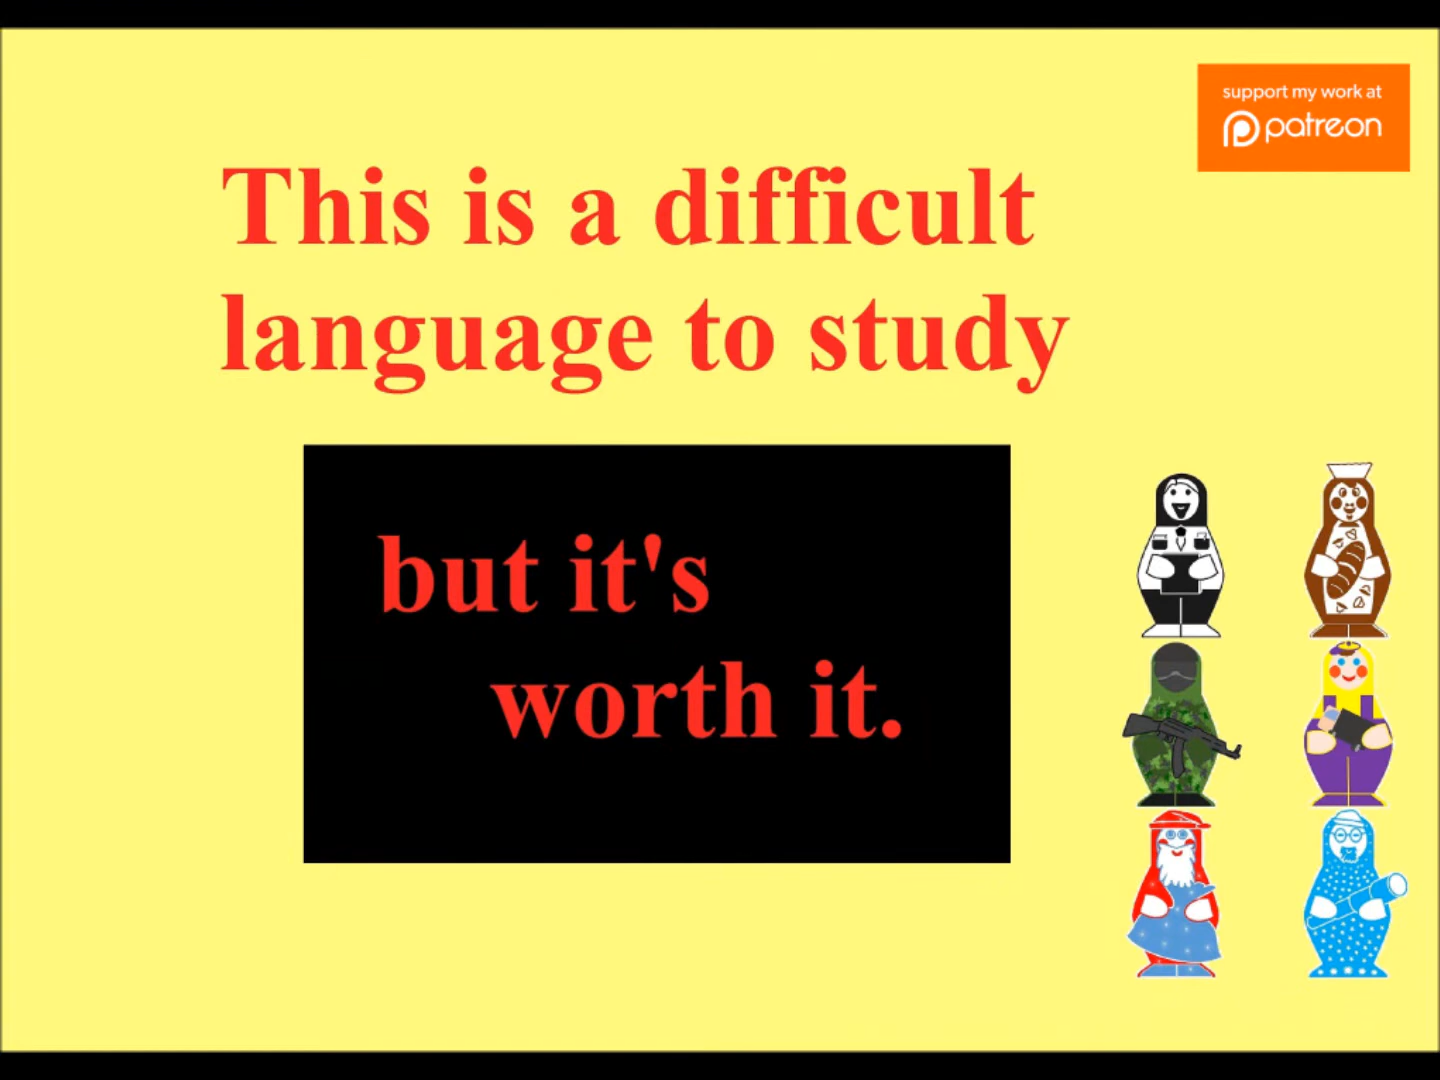 support my work at
patreon
This is a difficult
language to study
but it's
worth it.